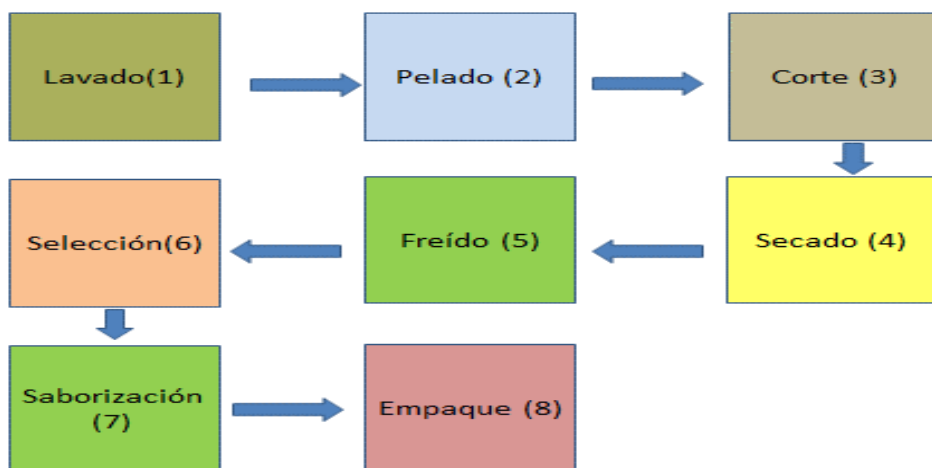 Lavado(1)
Pelado (2)
Corte (3)
Secado (4)
Freído (5)
Selección(6)
Saborización
(7)
Empaque (8)